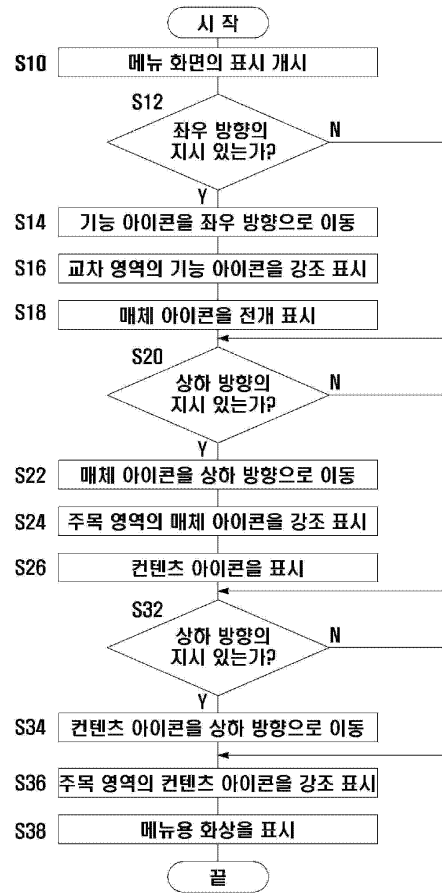 시 작
S10
메뉴 화면의 표시 개시
S12
좌우 방향의
지시 있는가?
N
Y
S14
기능 아이콘을 좌우 방향으로 이동
S16
교차 영역의 기능 아이콘을 강조 표시
S18
매체 아이콘을 전개 표시
S20
상하 방향의
지시 있는가?
N
Y
S22
매체 아이콘을 상하 방향으로 이동
S24
주목 영역의 매체 아이콘을 강조 표시
S26
컨텐츠 아이콘을 표시
S32
상하 방향의
지시 있는가?
N
Y
S34
컨텐츠 아이콘을 상하 방향으로 이동
S36
주목 영역의 컨텐츠 아이콘을 강조 표시
S38
메뉴용 화상을 표시
끝